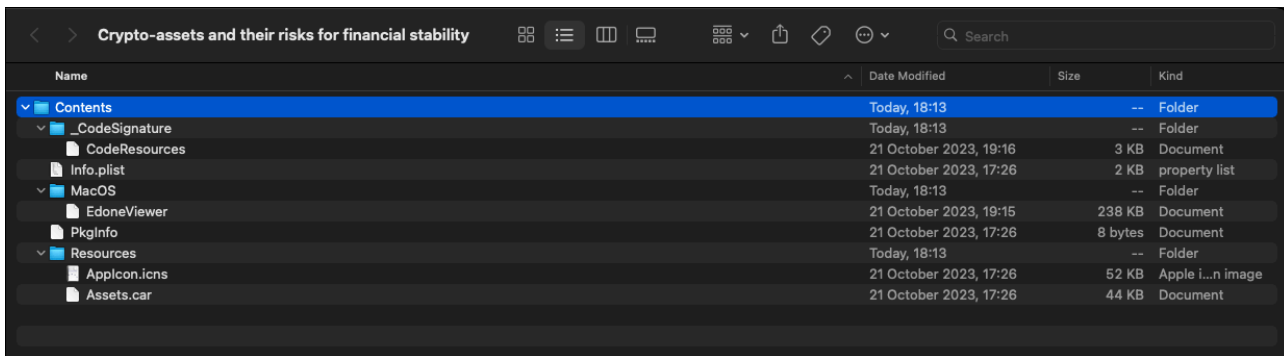 Crypto-assets and their risks for financial stability Search
Name Date Modified Size Kind
Contents Today, 18:13 -- Folder
_CodeSignature Today, 18:13 -- Folder
CodeResources 21 October 2023, 19:16 3 KB Document
Info.plist 21 October 2023, 17:26 2 KB property list
MacOS Today, 18:13 -- Folder
EdoneViewer 21 October 2023, 19:15 238 KB Document
PkgInfo 21 October 2023, 17:26 8 bytes Document
Resources Today, 18:13 -- Folder
AppIcon.icns 21 October 2023, 17:26 52 KB Apple i...n image
Assets.car 21 October 2023, 17:26 44 KB Document